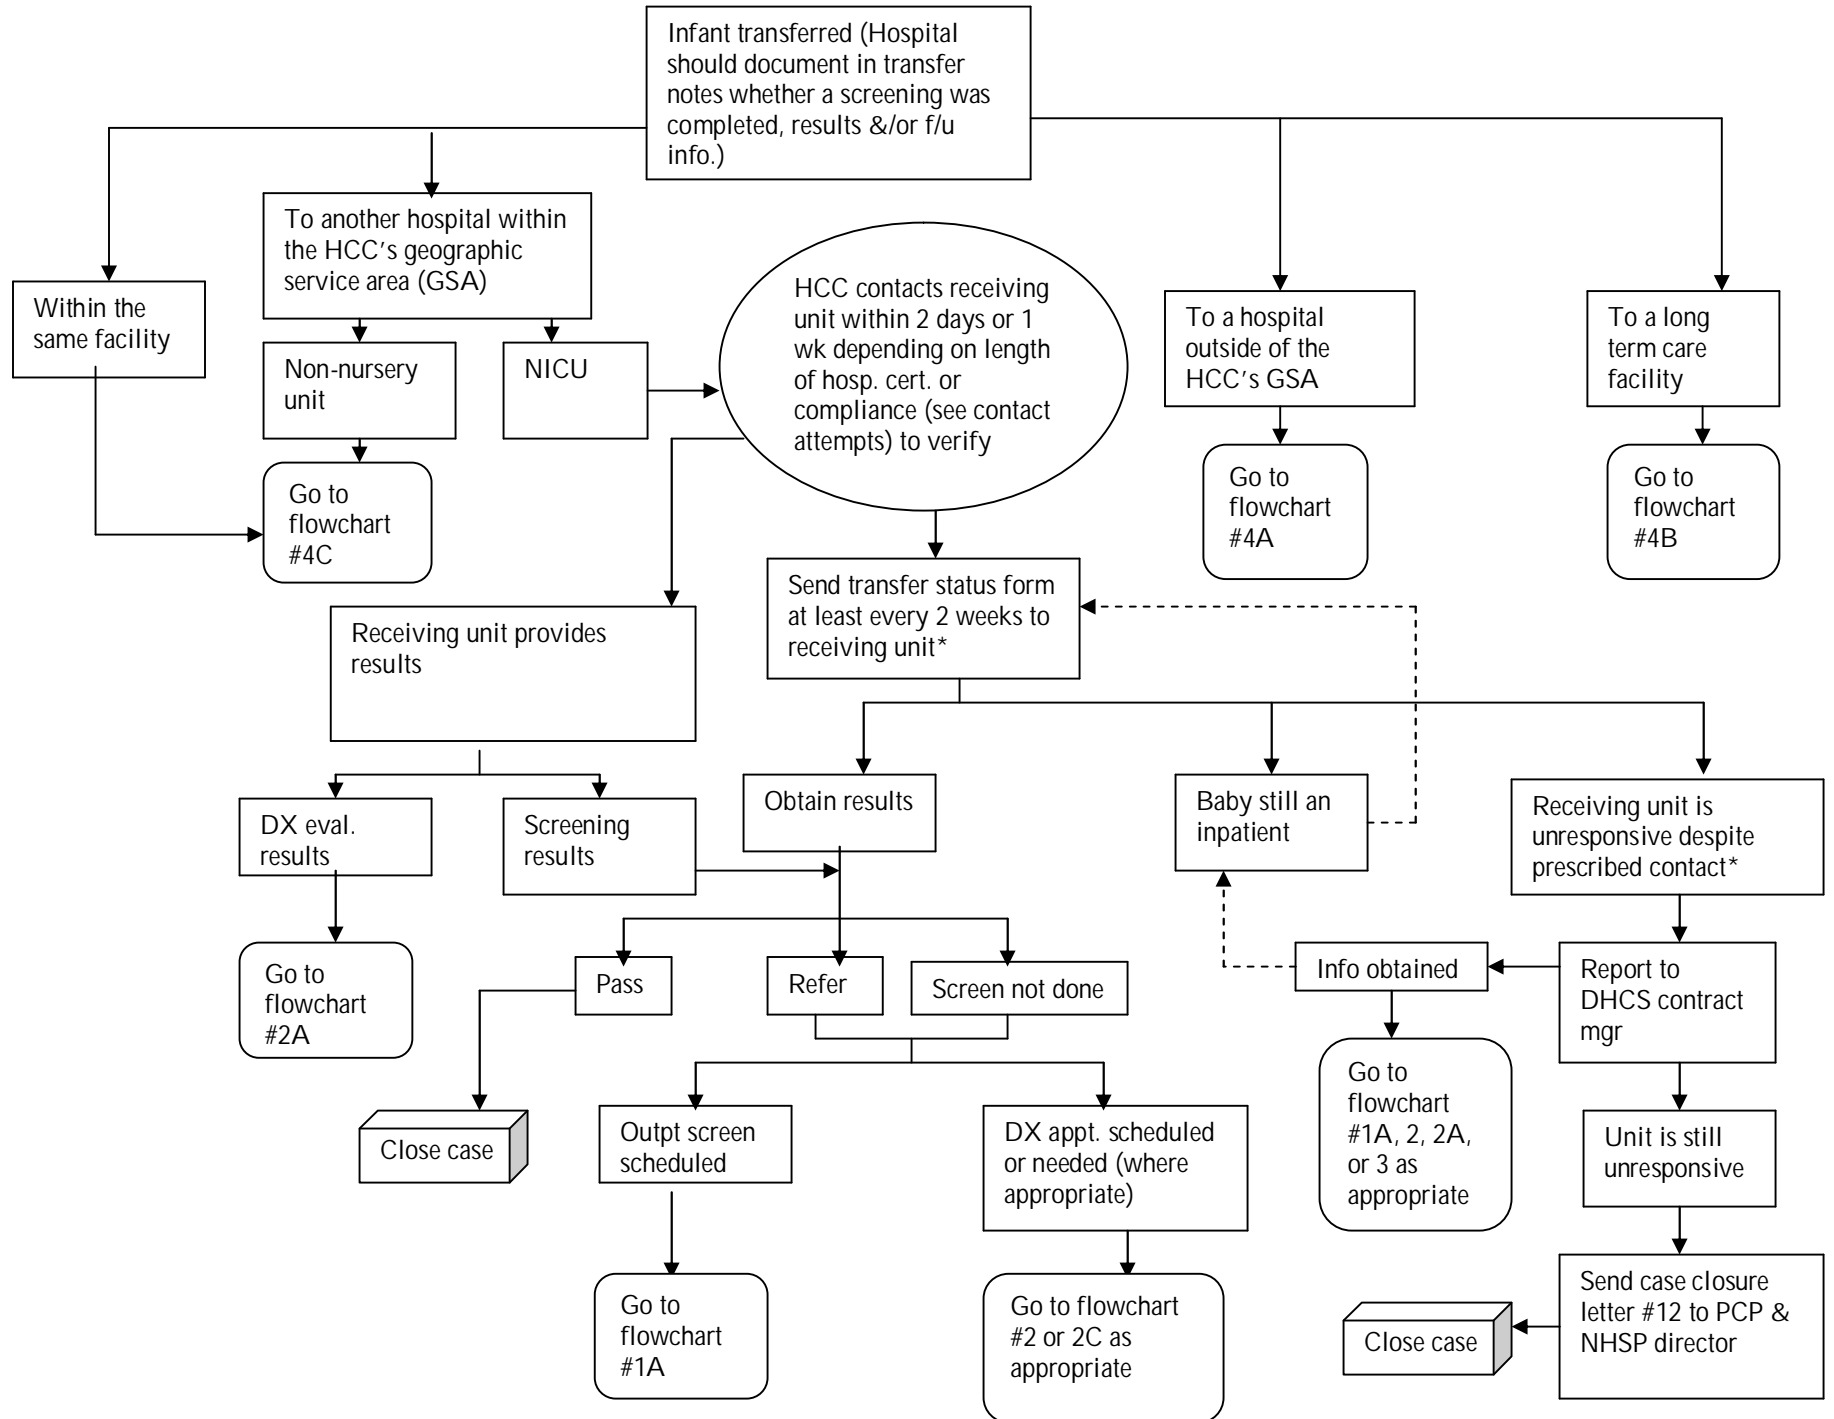 Infant transferred (Hospital
should document in transfer
notes whether a screening was
completed, results &/or f/u
info.)
To another hospital within
the HCC's geographic
service area (GSA)
Within the
same facility
Non-nursery
unit
NICU
HCC contacts receiving
unit within 2 days or 1
wk depending on length
of hosp. cert. or
compliance (see contact
attempts) to verify
To a hospital
outside of the
HCC's GSA
To a long
term care
facility
Go to
flowchart
#4C
Go to
flowchart
#4A
Go to
flowchart
#4B
Send transfer status form
at least every 2 weeks to
receiving unit*
Receiving unit provides
results
DX eval.
results
Screening
results
Obtain results
Baby still an
inpatient
Receiving unit is
unresponsive despite
prescribed contact*
Go to
flowchart
#2A
Pass
Refer
Screen not done
Info obtained
Report to
DHCS contract
mgr
Close case
Outpt screen
scheduled
DX appt. scheduled
or needed (where
appropriate)
Go to
flowchart
#1A, 2, 2A,
or 3 as
appropriate
Unit is still
unresponsive
Go to
flowchart
#1A
Go to flowchart
#2 or 2C as
appropriate
Close case
Send case closure
letter #12 to PCP &
NHSP director